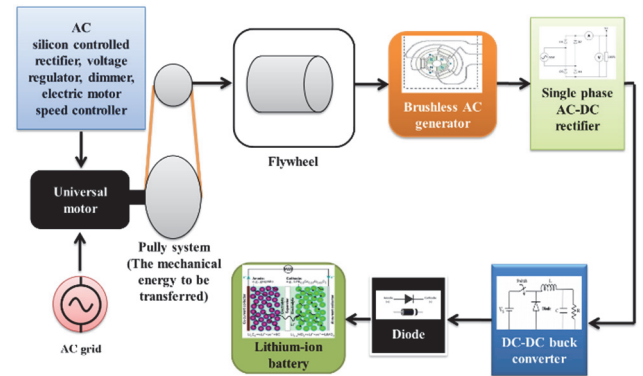 AC
silicon controlled
rectifier, voltage
regulator, dimmer,
electric motor
speed controller
Flywheel
Brushless AC
generator
Single phase
AC-DC
rectifier
Universal
motor
Pully system
(The mechanical
energy to be
transferred)
AC grid
Lithium-ion
battery
Diode
DC-DC buck
converter